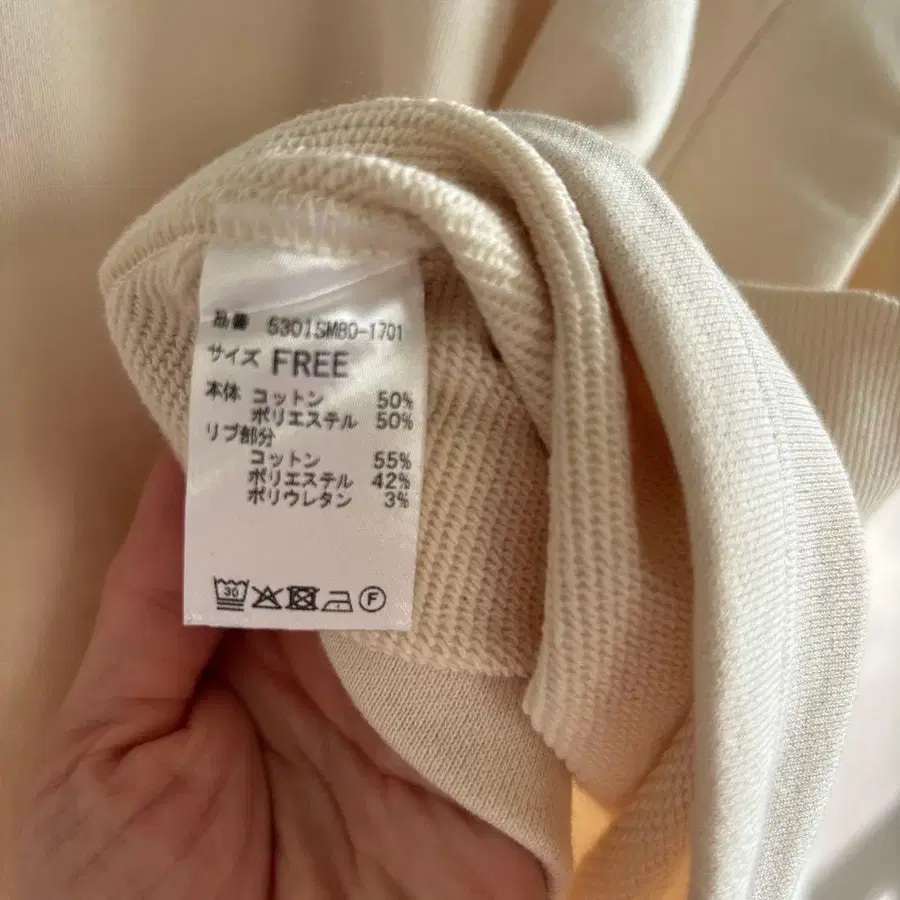 品番 5301SM80-1701
サイズ FREE
本体 コットン 50%
ポリエステル 50%
リブ部分
コットン 55%
ポリエステル 42%
ポリウレタン 3%
30 F